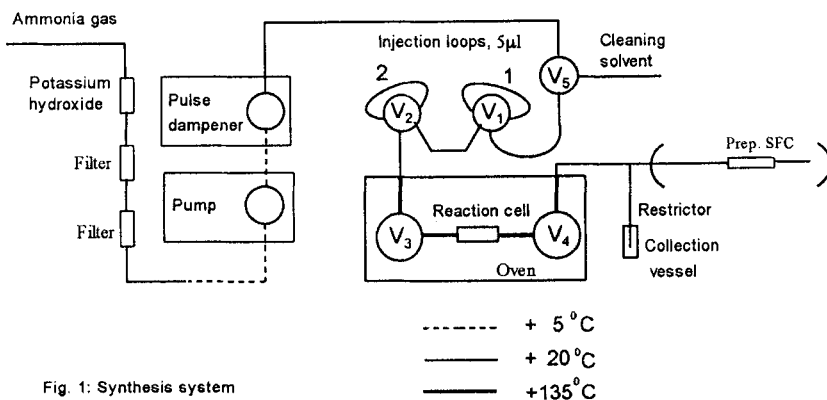 Ammonia gas
Potassium
hydroxide
Filter
Filter
Pulse
dampener
Pump
Injection loops, 5µl
2
1
V2
V1
V5
Cleaning
solvent
Prep. SFC
Reaction cell
V3
V4
Oven
Restrictor
Collection
vessel
+ 5 °C
+ 20 °C
+135 °C
Fig. 1: Synthesis system